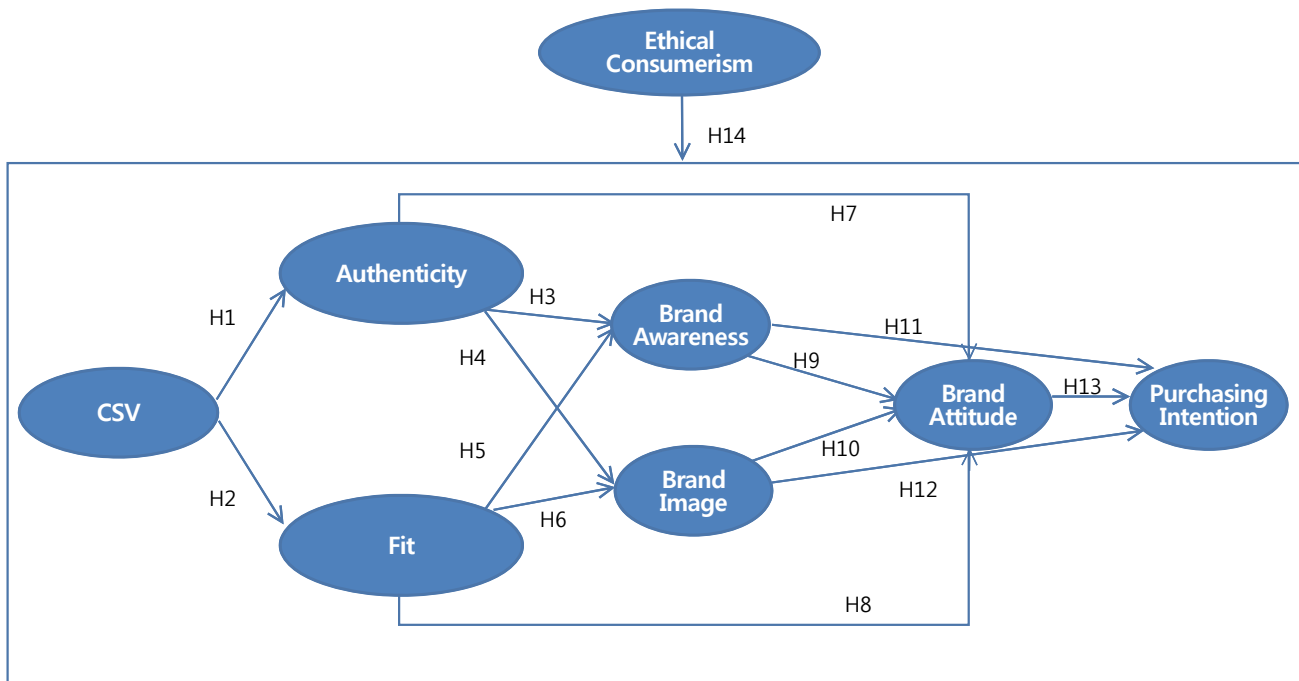 Ethical
Consumerism
H14
H7
Authenticity
H3
Brand
Awareness
H1
H11
H4
H9
CSV
Brand
Attitude
H13
Purchasing
Intention
H5
H10
Brand
Image
H2
H12
H6
Fit
H8